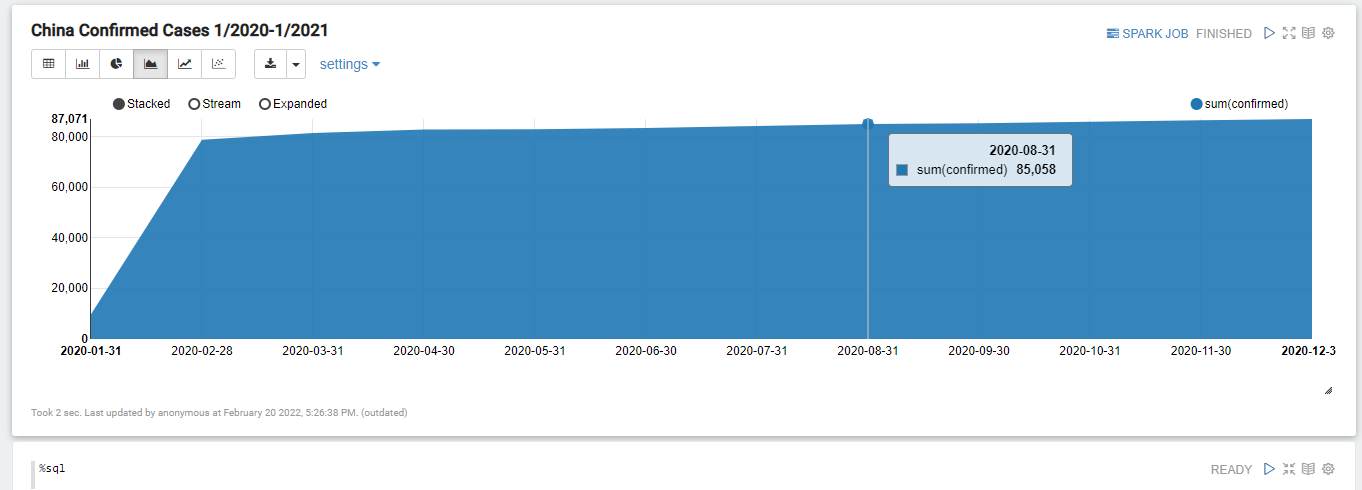 China Confirmed Cases 1/2020-1/2021
SPARK JOB FINISHED
settings
Stacked Stream Expanded
sum(confirmed)
87,071
80,000
60,000
40,000
20,000
0
2020-08-31
sum(confirmed) 85,058
2020-01-31 2020-02-28 2020-03-31 2020-04-30 2020-05-31 2020-06-30 2020-07-31 2020-08-31 2020-09-30 2020-10-31 2020-11-30 2020-12-3
Took 2 sec. Last updated by anonymous at February 20 2022, 5:26:38 PM. (outdated)
%sql
READY